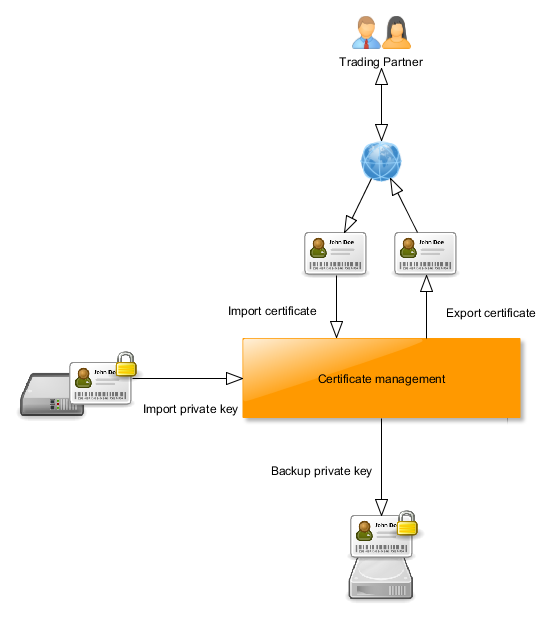 Trading Partner
John Doe
John Doe
Import certificate
Export certificate
John Doe
Certificate management
Import private key
Backup private key
John Doe